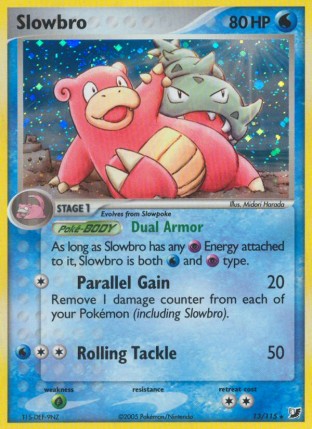 Slowbro 80 HP
STAGE 1
Evolves from Slowpoke
Illus. Midori Harada
Poké-BODY Dual Armor
As long as Slowbro has any Energy attached
to it, Slowbro is both and type.
Parallel Gain 20
Remove 1 damage counter from each of
your Pokémon (including Slowbro).
Rolling Tackle 50
weakness resistance retreat cost
©2005 Pokémon/Nintendo